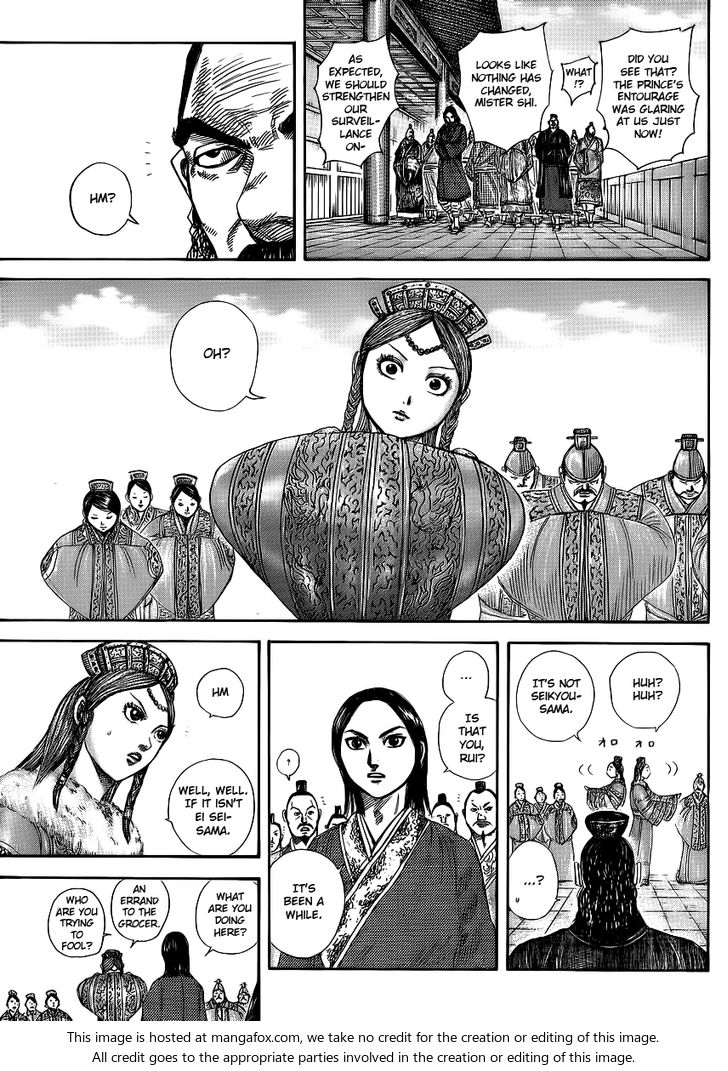 DID YOU
SEE THAT?
THE PRINCE'S
ENTOURAGE
WAS GLARING
AT US JUST
NOW!
WHAT
!?
LOOKS LIKE
NOTHING HAS
CHANGED,
MISTER SHI.
AS
EXPECTED,
WE SHOULD
STRENGTHEN
OUR
SURVEIL-
LANCE
ON-
HM?
OH?
HUH?
HUH?
IT'S NOT
SEIKYOU-
SAMA.
オロ オロ
...?
...
IS
THAT
YOU,
RUI?
?
IT'S
BEEN A
WHILE.
HM
WELL, WELL.
IF IT ISN'T
EI SEI-
SAMA.
WHAT ARE
YOU
DOING
HERE?
AN
ERRAND
TO THE
GROCER.
WHO
ARE YOU
TRYING
TO
FOOL?
This image is hosted at mangafox.com, we take no credit for the creation or editing of this image.
All credit goes to the appropriate parties involved in the creation or editing of this image.